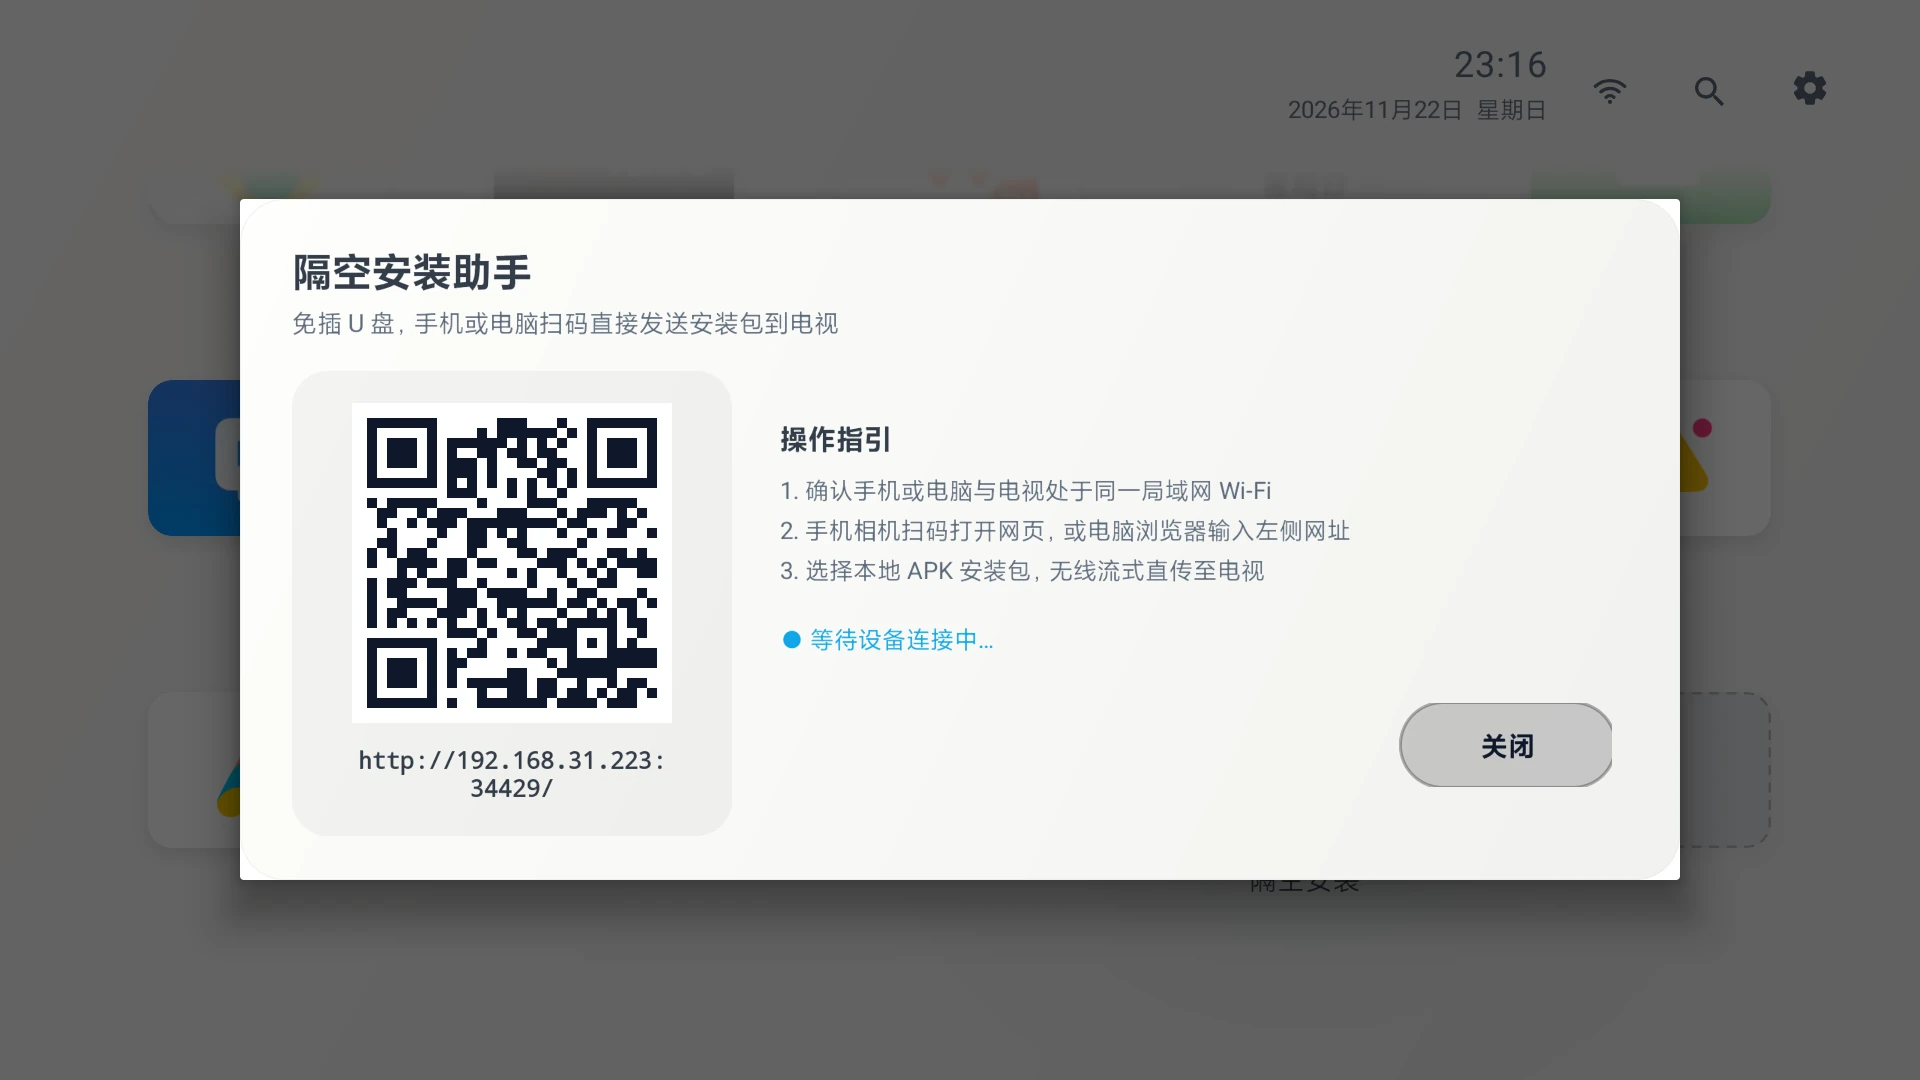 23:16
2026年11月22日 星期日
隔空安装助手
免插 U 盘，手机或电脑扫码直接发送安装包到电视
操作指引
1. 确认手机或电脑与电视处于同一局域网 Wi-Fi
2. 手机相机扫码打开网页，或电脑浏览器输入左侧网址
3. 选择本地 APK 安装包，无线流式直传至电视
● 等待设备连接中...
http://192.168.31.223:
34429/
关闭
隔空安装